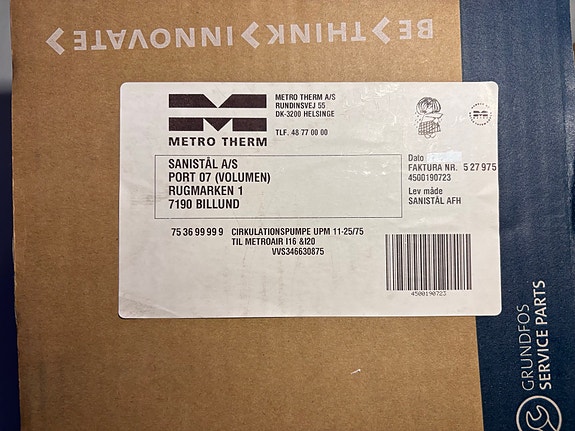 BE > THINK > INNOVATE >
METRO THERM
METRO THERM A/S
RUNDINSVEJ 55
DK-3200 HELSINGE
TLF. 48 77 00 00
SANISTÅL A/S
PORT 07 (VOLUMEN)
RUGMARKEN 1
7190 BILLUND
Dato
FAKTURA NR. 5 27 975
4500190723
Lev måde
SANISTÅL AFH
75 36 99 99 9 CIRKULATIONSPUMPE UPM 11-25/75
TIL METROAIR I16 &I20
VVS346630875
4500190723
GRUNDFOS
SERVICE PARTS